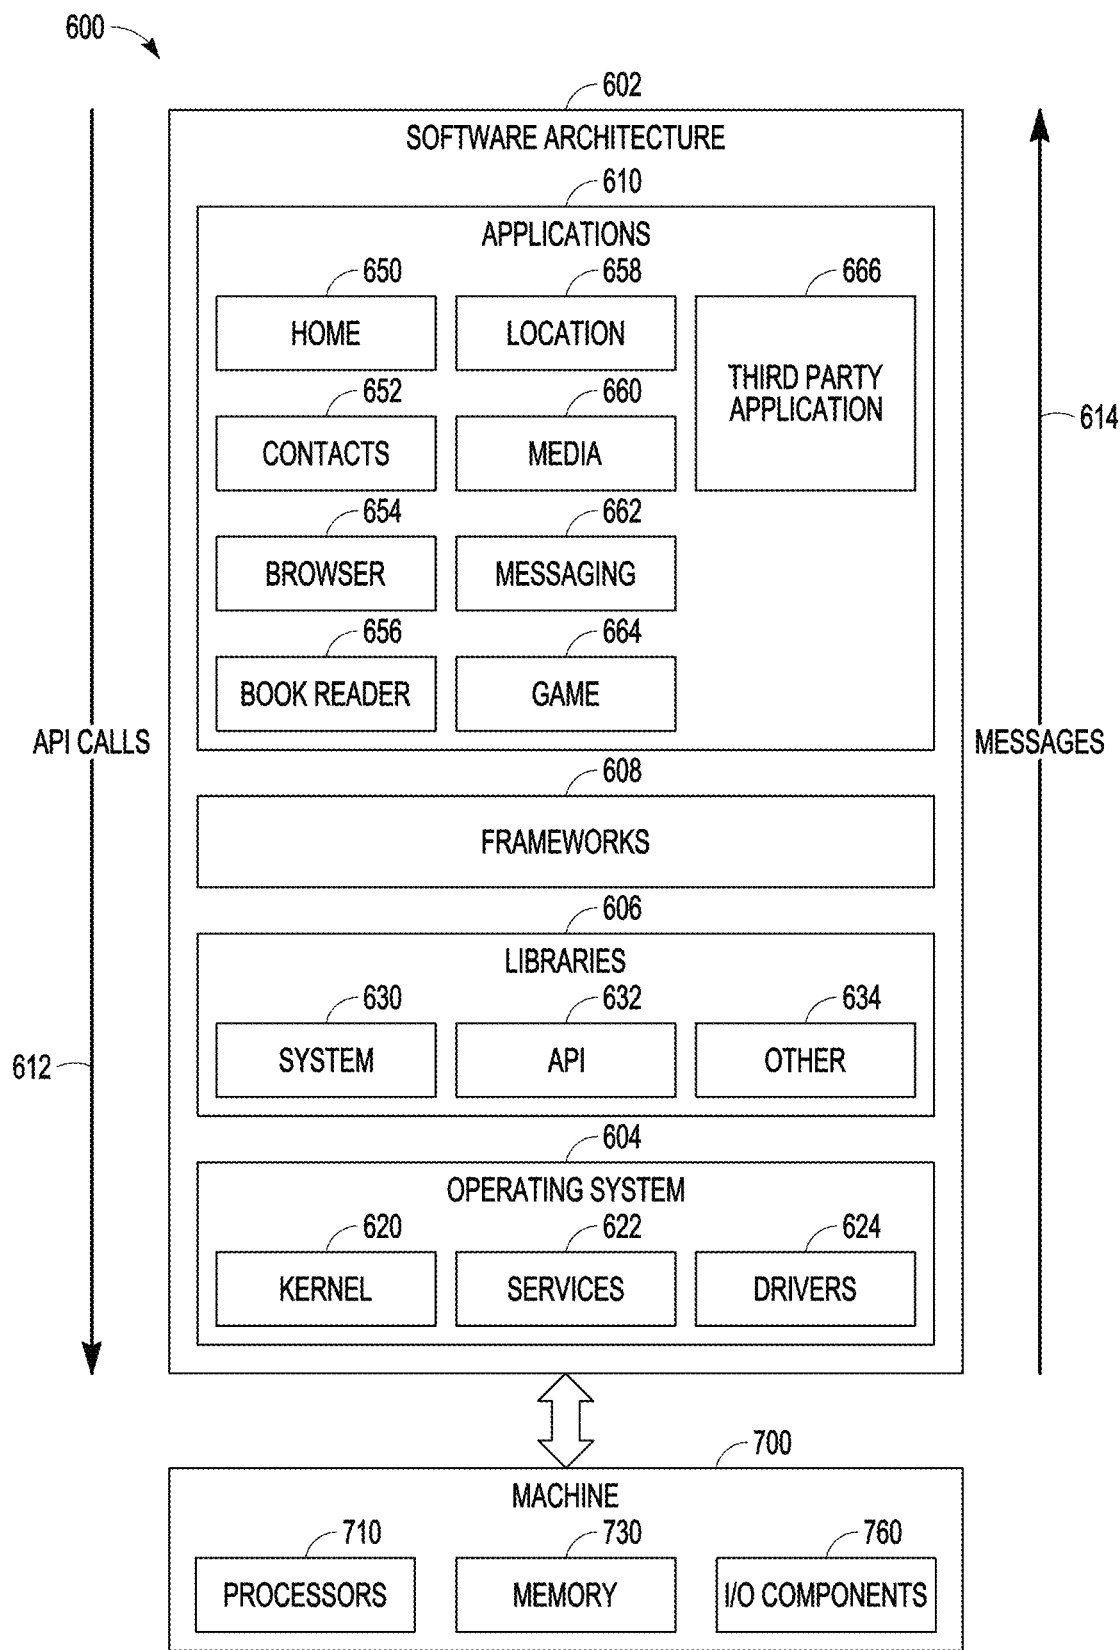 600
602
SOFTWARE ARCHITECTURE
610
APPLICATIONS
650
658
666
HOME
LOCATION
THIRD PARTY
APPLICATION
652
660
614
CONTACTS
MEDIA
654
662
BROWSER
MESSAGING
656
664
BOOK READER
GAME
API CALLS
MESSAGES
608
FRAMEWORKS
606
LIBRARIES
630
632
634
SYSTEM
API
OTHER
612
604
OPERATING SYSTEM
620
622
624
KERNEL
SERVICES
DRIVERS
700
MACHINE
710
730
760
PROCESSORS
MEMORY
I/O COMPONENTS